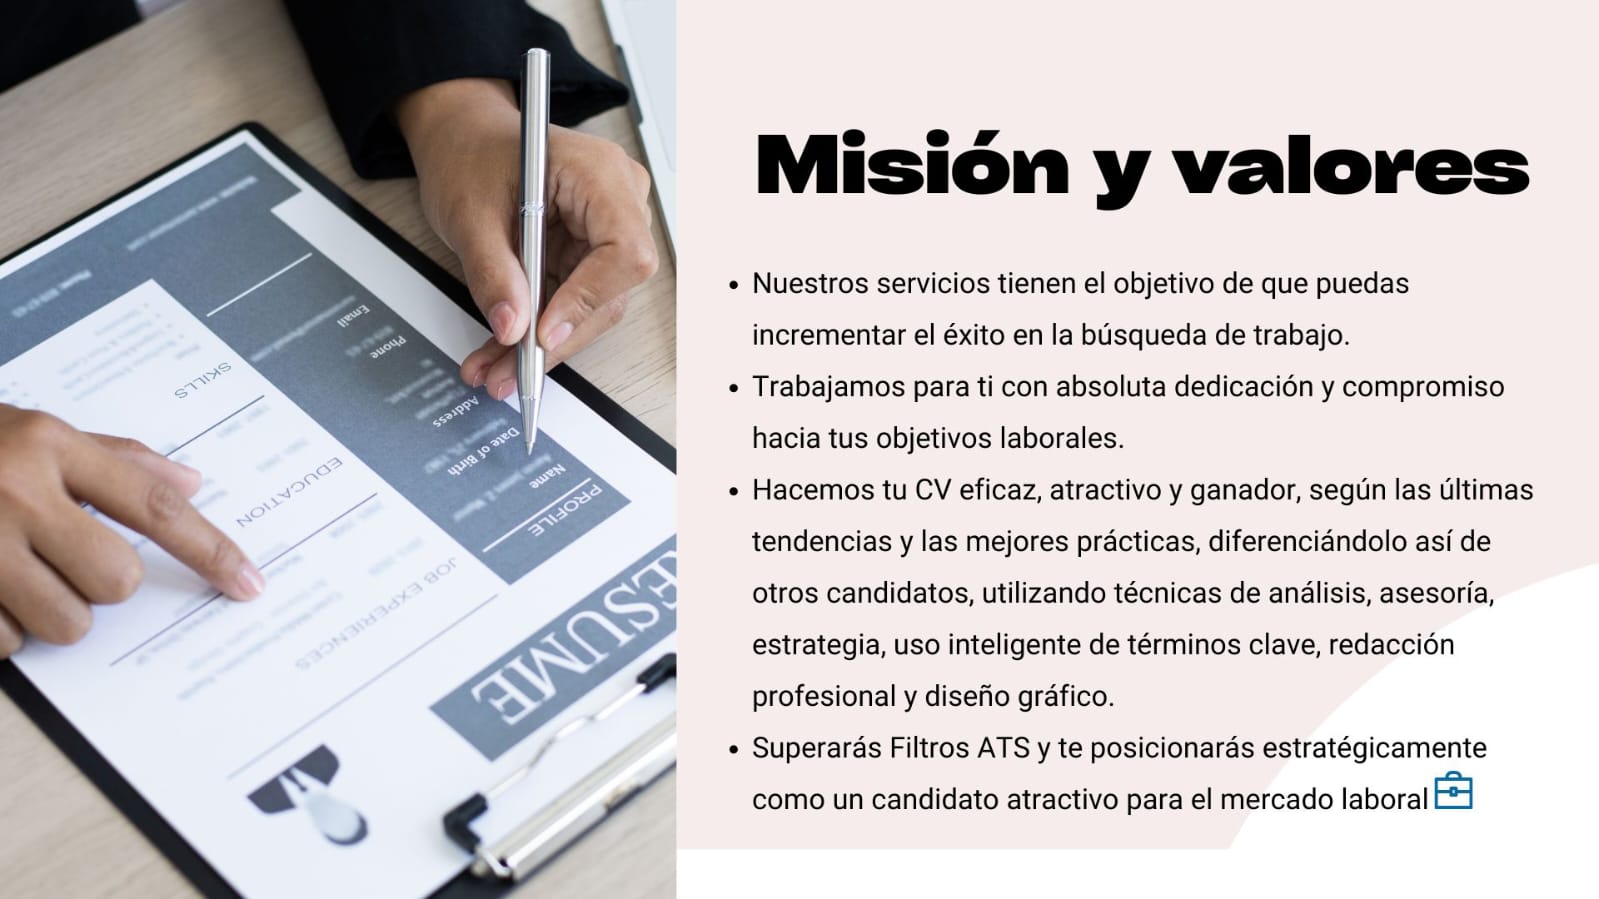 Misión y valores
• Nuestros servicios tienen el objetivo de que puedas
incrementar el éxito en la búsqueda de trabajo.
• Trabajamos para ti con absoluta dedicación y compromiso
hacia tus objetivos laborales.
• Hacemos tu CV eficaz, atractivo y ganador, según las últimas
tendencias y las mejores prácticas, diferenciándolo así de
otros candidatos, utilizando técnicas de análisis, asesoría,
estrategia, uso inteligente de términos clave, redacción
profesional y diseño gráfico.
• Superarás Filtros ATS y te posicionarás estratégicamente
como un candidato atractivo para el mercado laboral
RESUME
PROFILE
Name
Date of Birth
Address
Phone
Email
JOB EXPERIENCES
EDUCATION
SKILLS